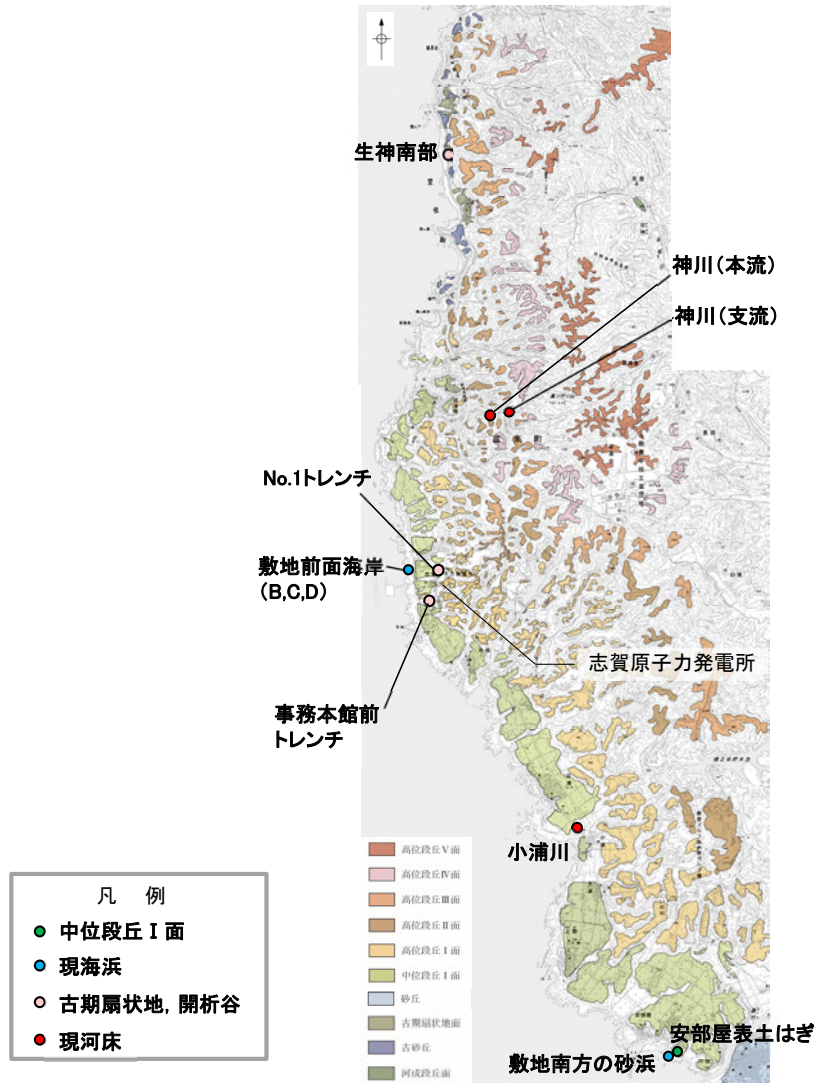 生神南部
神川(本流)
神川(支流)
No.1トレンチ
敷地前面海岸
(B,C,D)
志賀原子力発電所
事務本館前
トレンチ
小浦川
安部屋表土はぎ
敷地南方の砂浜
凡 例
中位段丘Ⅰ面
現海浜
古期扇状地,開析谷
現河床
高位段丘Ⅴ面
高位段丘Ⅳ面
高位段丘Ⅲ面
高位段丘Ⅱ面
高位段丘Ⅰ面
中位段丘Ⅰ面
砂丘
古期扇状地面
古砂丘
河成段丘面